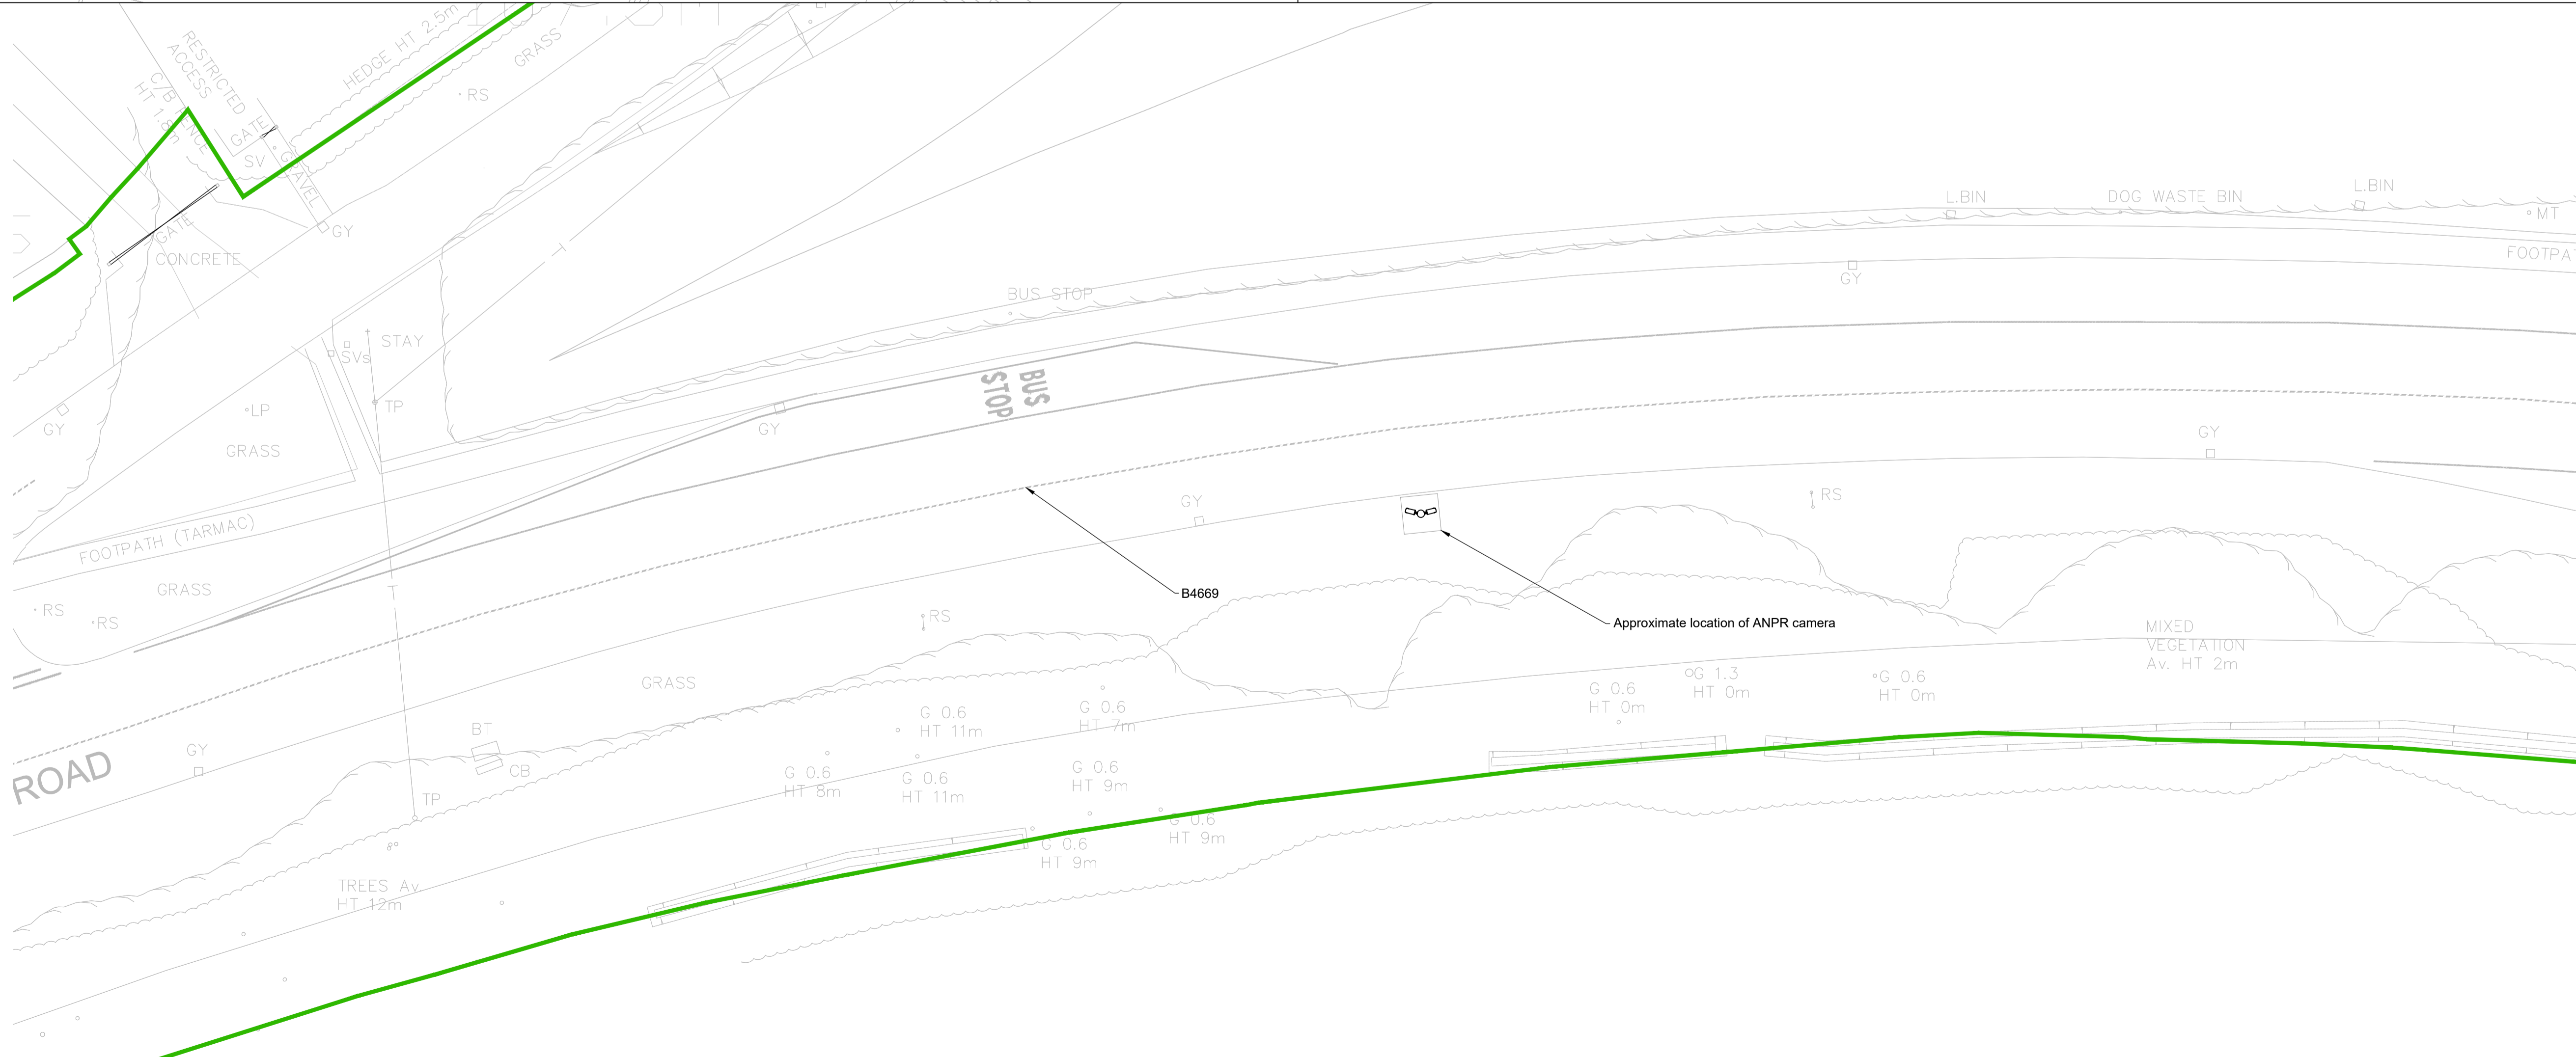 HEDGE HT 2.5m
GRASS
RESTRICTED
ACCESS
C/B FENCE
HT 1.8m
GATE
SV
GRAVEL
RS
GY
GATE
CONCRETE
L.BIN
DOG WASTE BIN
L.BIN
MT
GY
BUS STOP
STAY
SVs
TP
LP
GY
GRASS
GY
BUS
STOP
T
GY
GY
RS
FOOTPATH (TARMAC)
GRASS
T
B4669
RS
RS
RS
Approximate location of ANPR camera
MIXED
VEGETATION
Av. HT 2m
GRASS
G 1.3
HT 0m
G 0.6
HT 0m
G 0.6
HT 0m
G 0.6
HT 11m
G 0.6
HT 7m
BT
CB
GY
ROAD
TP
G 0.6
HT 8m
G 0.6
HT 11m
G 0.6
HT 9m
G 0.6
HT 9m
G 0.6
HT 9m
TREES Av.
HT 12m